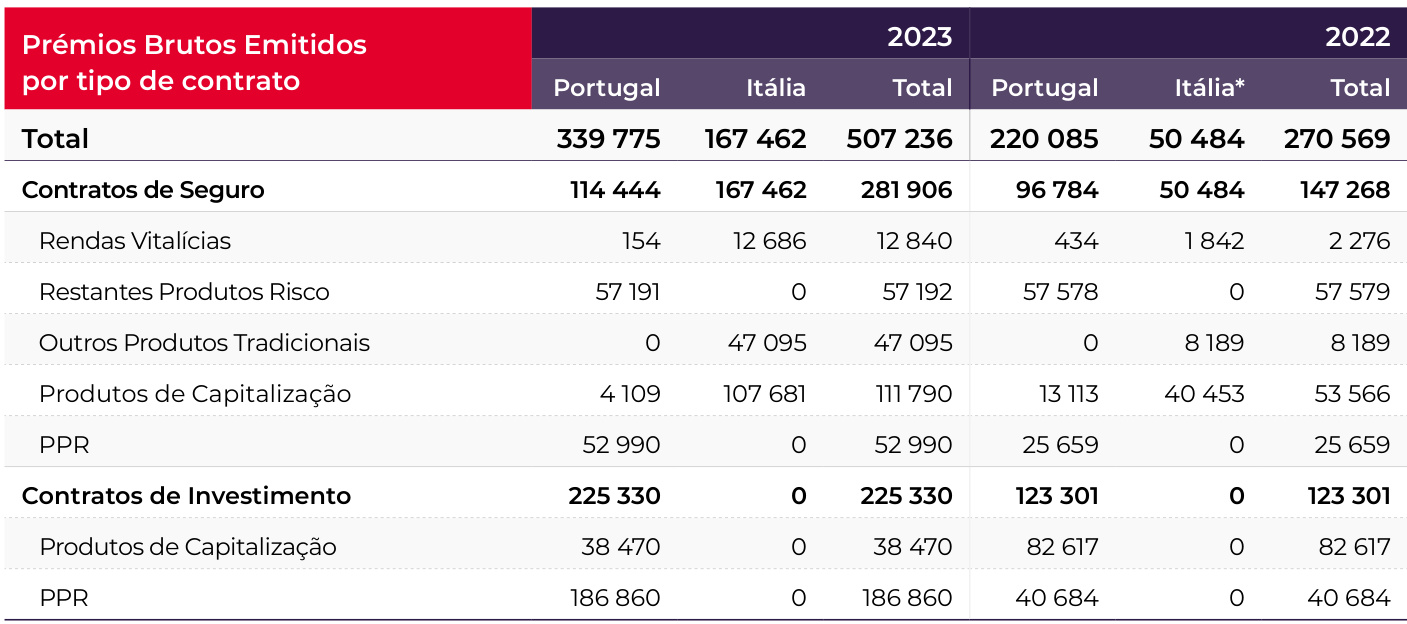 Prémios Brutos Emitidos
por tipo de contrato
2023 2022
Portugal Itália Total Portugal Itália* Total
Total 339 775 167 462 507 236 220 085 50 484 270 569
Contratos de Seguro 114 444 167 462 281 906 96 784 50 484 147 268
Rendas Vitalícias 154 12 686 12 840 434 1 842 2 276
Restantes Produtos Risco 57 191 0 57 192 57 578 0 57 579
Outros Produtos Tradicionais 0 47 095 47 095 0 8 189 8 189
Produtos de Capitalização 4 109 107 681 111 790 13 113 40 453 53 566
PPR 52 990 0 52 990 25 659 0 25 659
Contratos de Investimento 225 330 0 225 330 123 301 0 123 301
Produtos de Capitalização 38 470 0 38 470 82 617 0 82 617
PPR 186 860 0 186 860 40 684 0 40 684